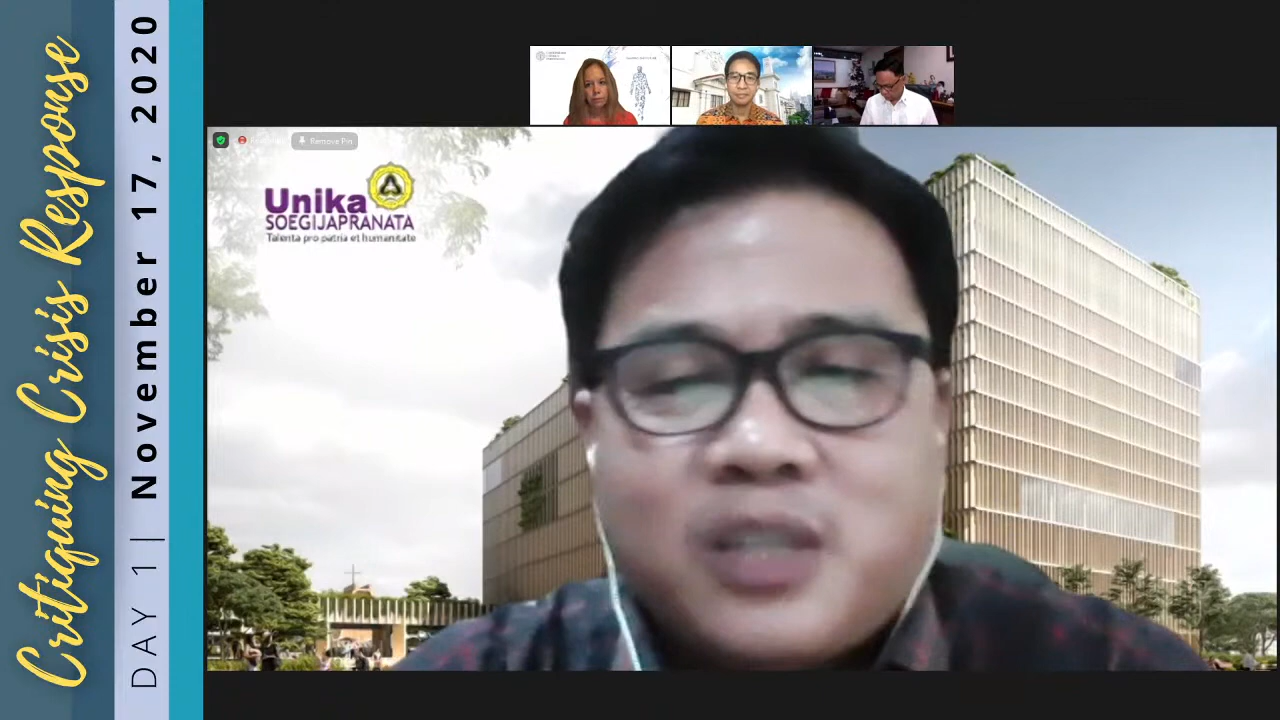 Critiquing Crisis Response
DAY 1 | November 17, 2020
Remove Pin
Unika
SOEGIJAPRANATA
Talenta pro patria et humanitate